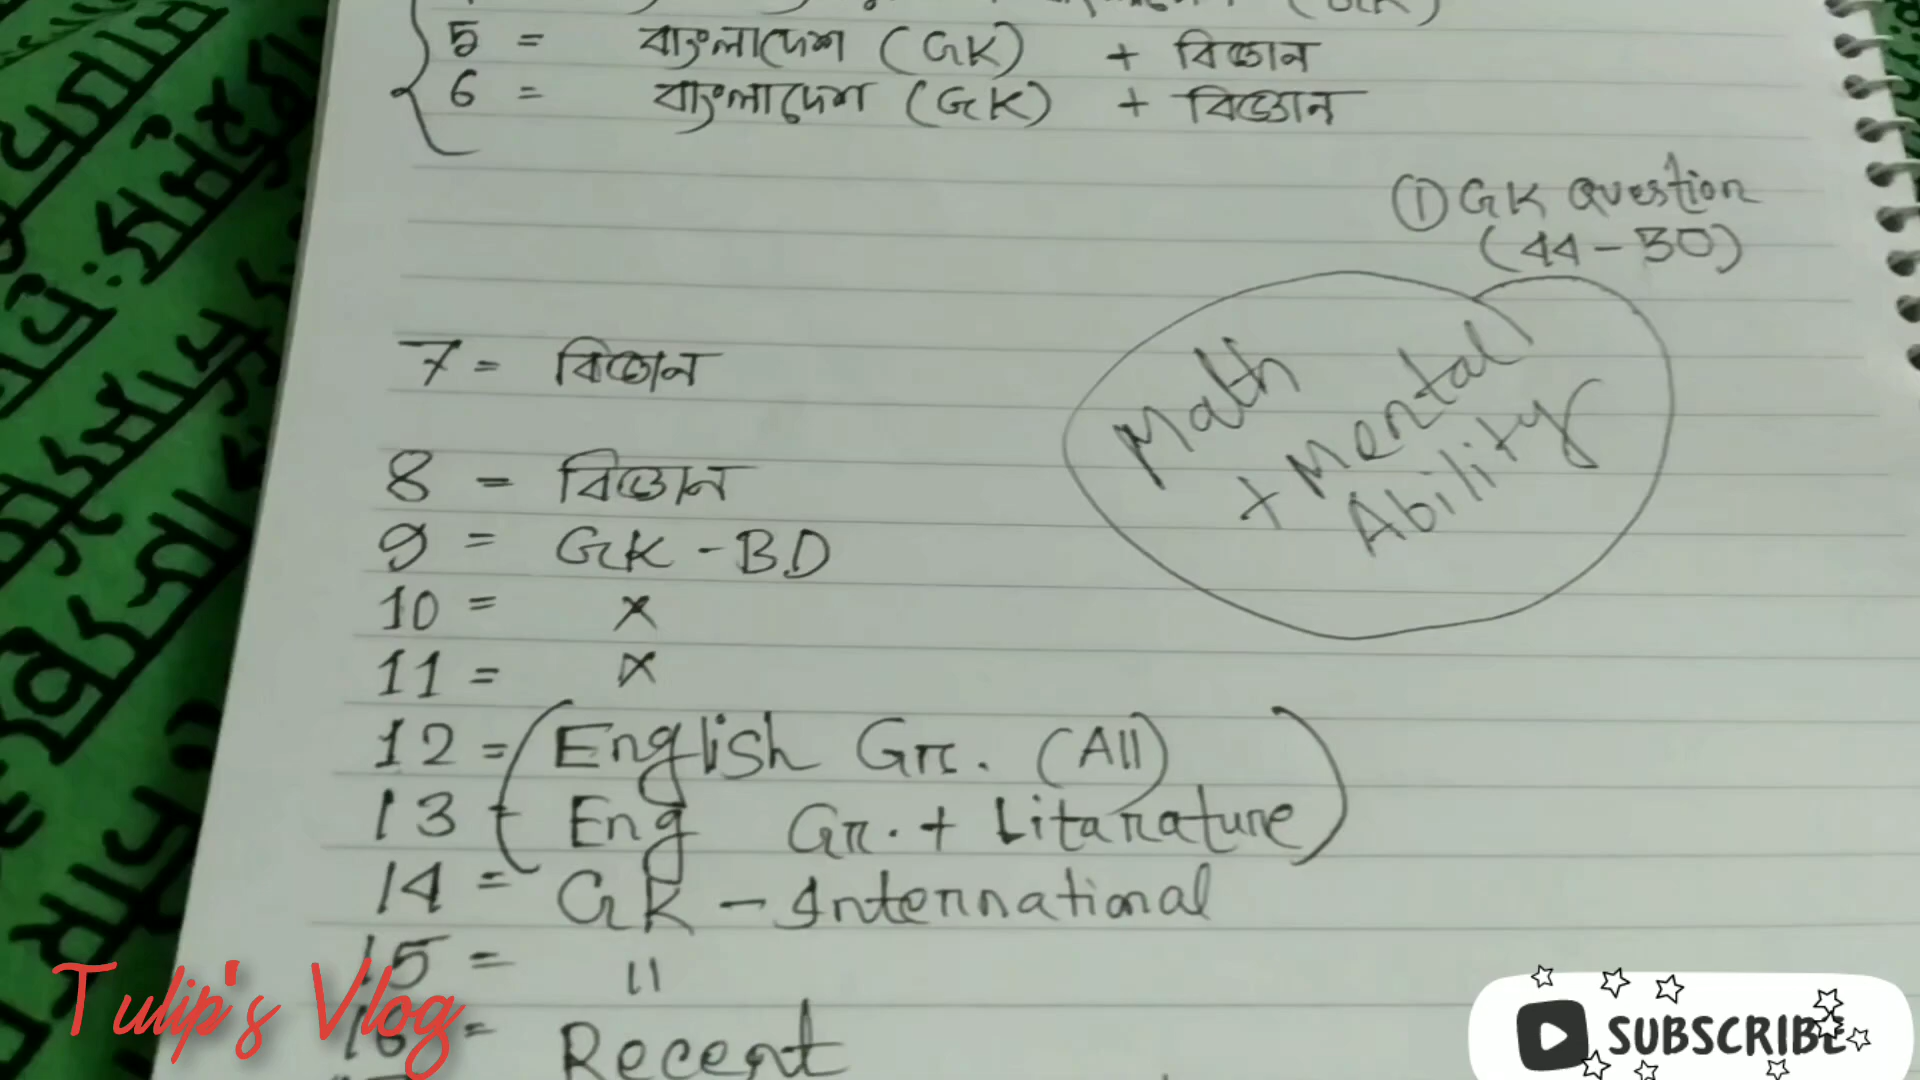 5 = বাংলাদেশ (GK) + বিজ্ঞান
6 = বাংলাদেশ (GK) + বিজ্ঞান
① GK Question
(44-30)
7 = বিজ্ঞান
Math
+ Mental
Ability
8 = বিজ্ঞান
9 = GK - BD
10 = x
11 = x
12 = (English Gr. (All)
13 = Eng Gr. + Litarature)
14 = GK - International
15 = "
16 = Recent
Tulip's Vlog
SUBSCRIBE